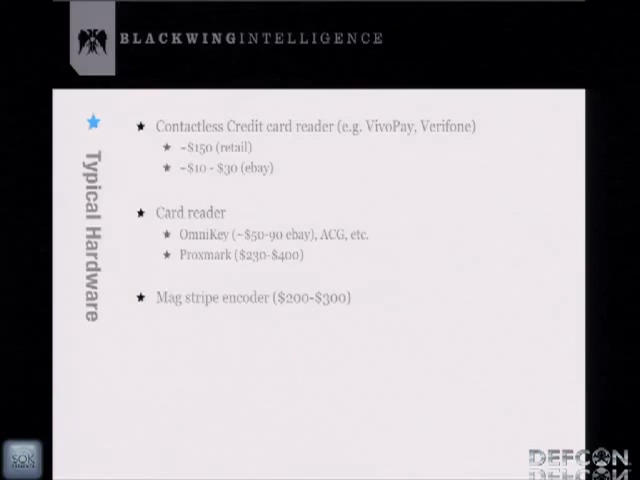 BLACKWINGINTELLIGENCE
Typical Hardware
Contactless Credit card reader (e.g. VivoPay, Verifone)
~$150 (retail)
~$10 - $30 (ebay)
Card reader
OmniKey (~$50-90 ebay), ACG, etc.
Proxmark ($230-$400)
Mag stripe encoder ($200-$300)
SOK
DEFCON